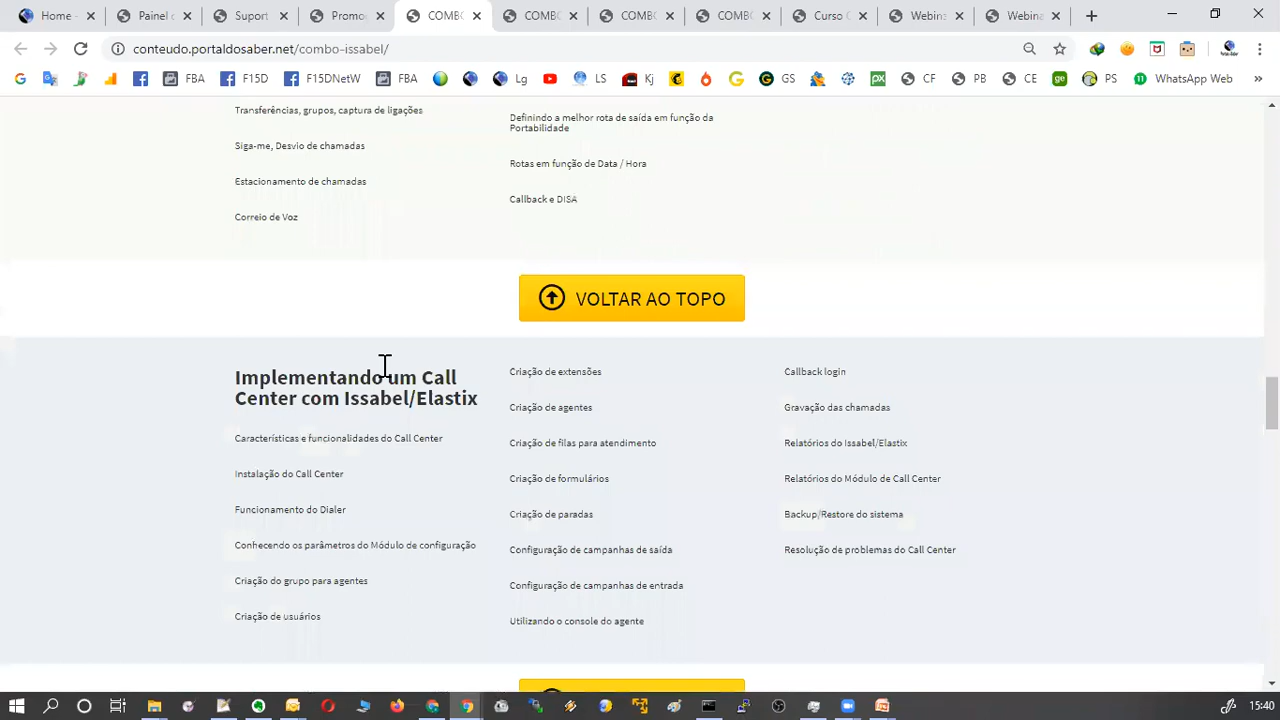 Home -
Painel c
Suport
Promoç
COMBO
COMBC
COMBC
COMBC
Curso C
Webin
Webina
conteudo.portaldosaber.net/combo-issabel/
FBA
F15D
F15DNetW
FBA
Lg
LS
Kj
GS
CF
PB
CE
PS
WhatsApp Web
Transferências, grupos, captura de ligações
Siga-me, Desvio de chamadas
Estacionamento de chamadas
Correio de Voz
Definindo a melhor rota de saída em função da
Portabilidade
Rotas em função de Data / Hora
Callback e DISA
VOLTAR AO TOPO
Implementando um Call
Center com Issabel/Elastix
Características e funcionalidades do Call Center
Instalação do Call Center
Funcionamento do Dialer
Conhecendo os parâmetros do Módulo de configuração
Criação do grupo para agentes
Criação de usuários
Criação de extensões
Criação de agentes
Criação de filas para atendimento
Criação de formulários
Criação de paradas
Configuração de campanhas de saída
Configuração de campanhas de entrada
Utilizando o console do agente
Callback login
Gravação das chamadas
Relatórios do Issabel/Elastix
Relatórios do Módulo de Call Center
Backup/Restore do sistema
Resolução de problemas do Call Center
15:40